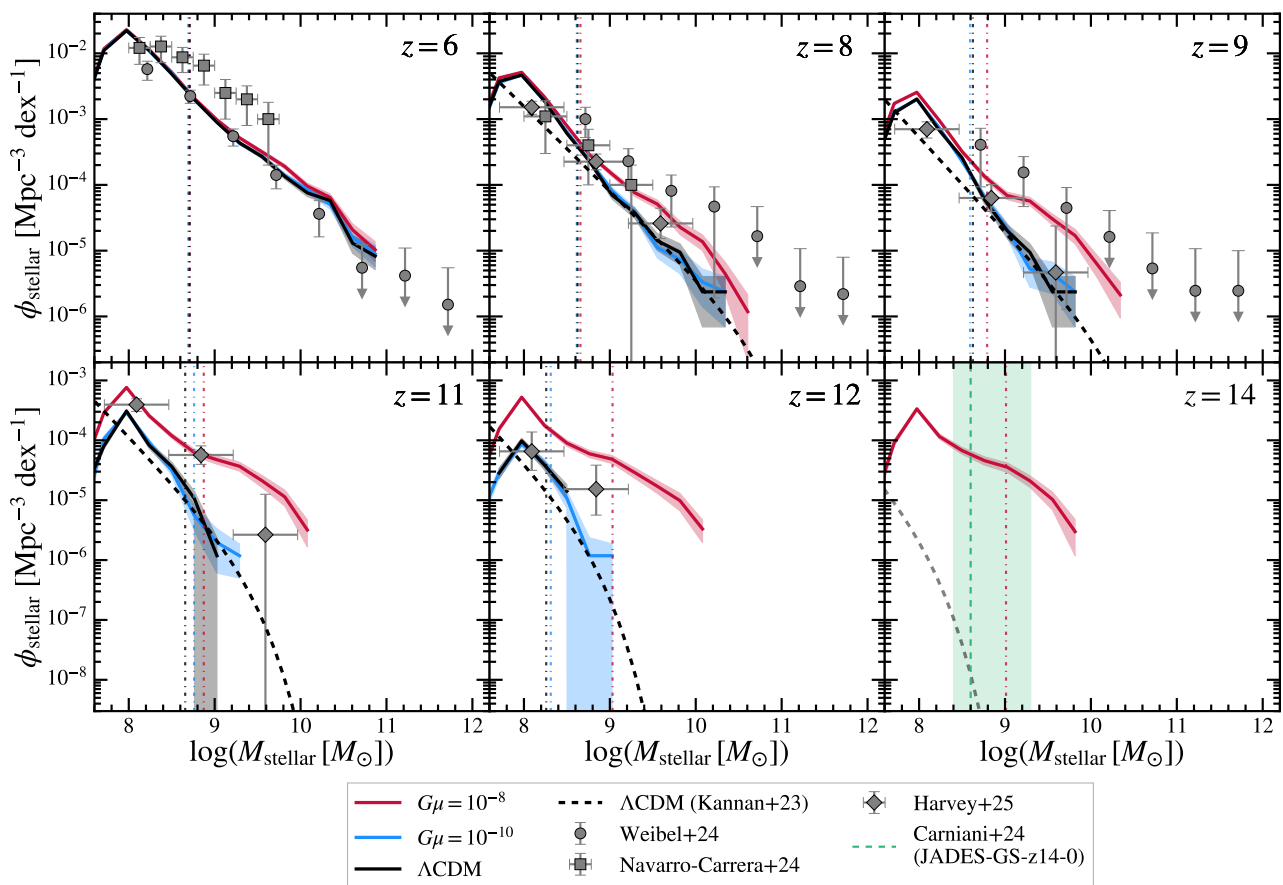 z = 6
z = 8
z = 9
10⁻²
10⁻³
10⁻⁴
10⁻⁵
10⁻⁶
ϕstellar [Mpc⁻³ dex⁻¹]
z = 11
z = 12
z = 14
10⁻³
10⁻⁴
10⁻⁵
10⁻⁶
10⁻⁷
10⁻⁸
ϕstellar [Mpc⁻³ dex⁻¹]
8 9 10 11 12 8 9 10 11 12 8 9 10 11 12
log(Mstellar [M⊙]) log(Mstellar [M⊙]) log(Mstellar [M⊙])
Gμ = 10⁻⁸
Gμ = 10⁻¹⁰
ΛCDM
ΛCDM (Kannan+23)
Weibel+24
Navarro-Carrera+24
Harvey+25
Carniani+24
(JADES-GS-z14-0)